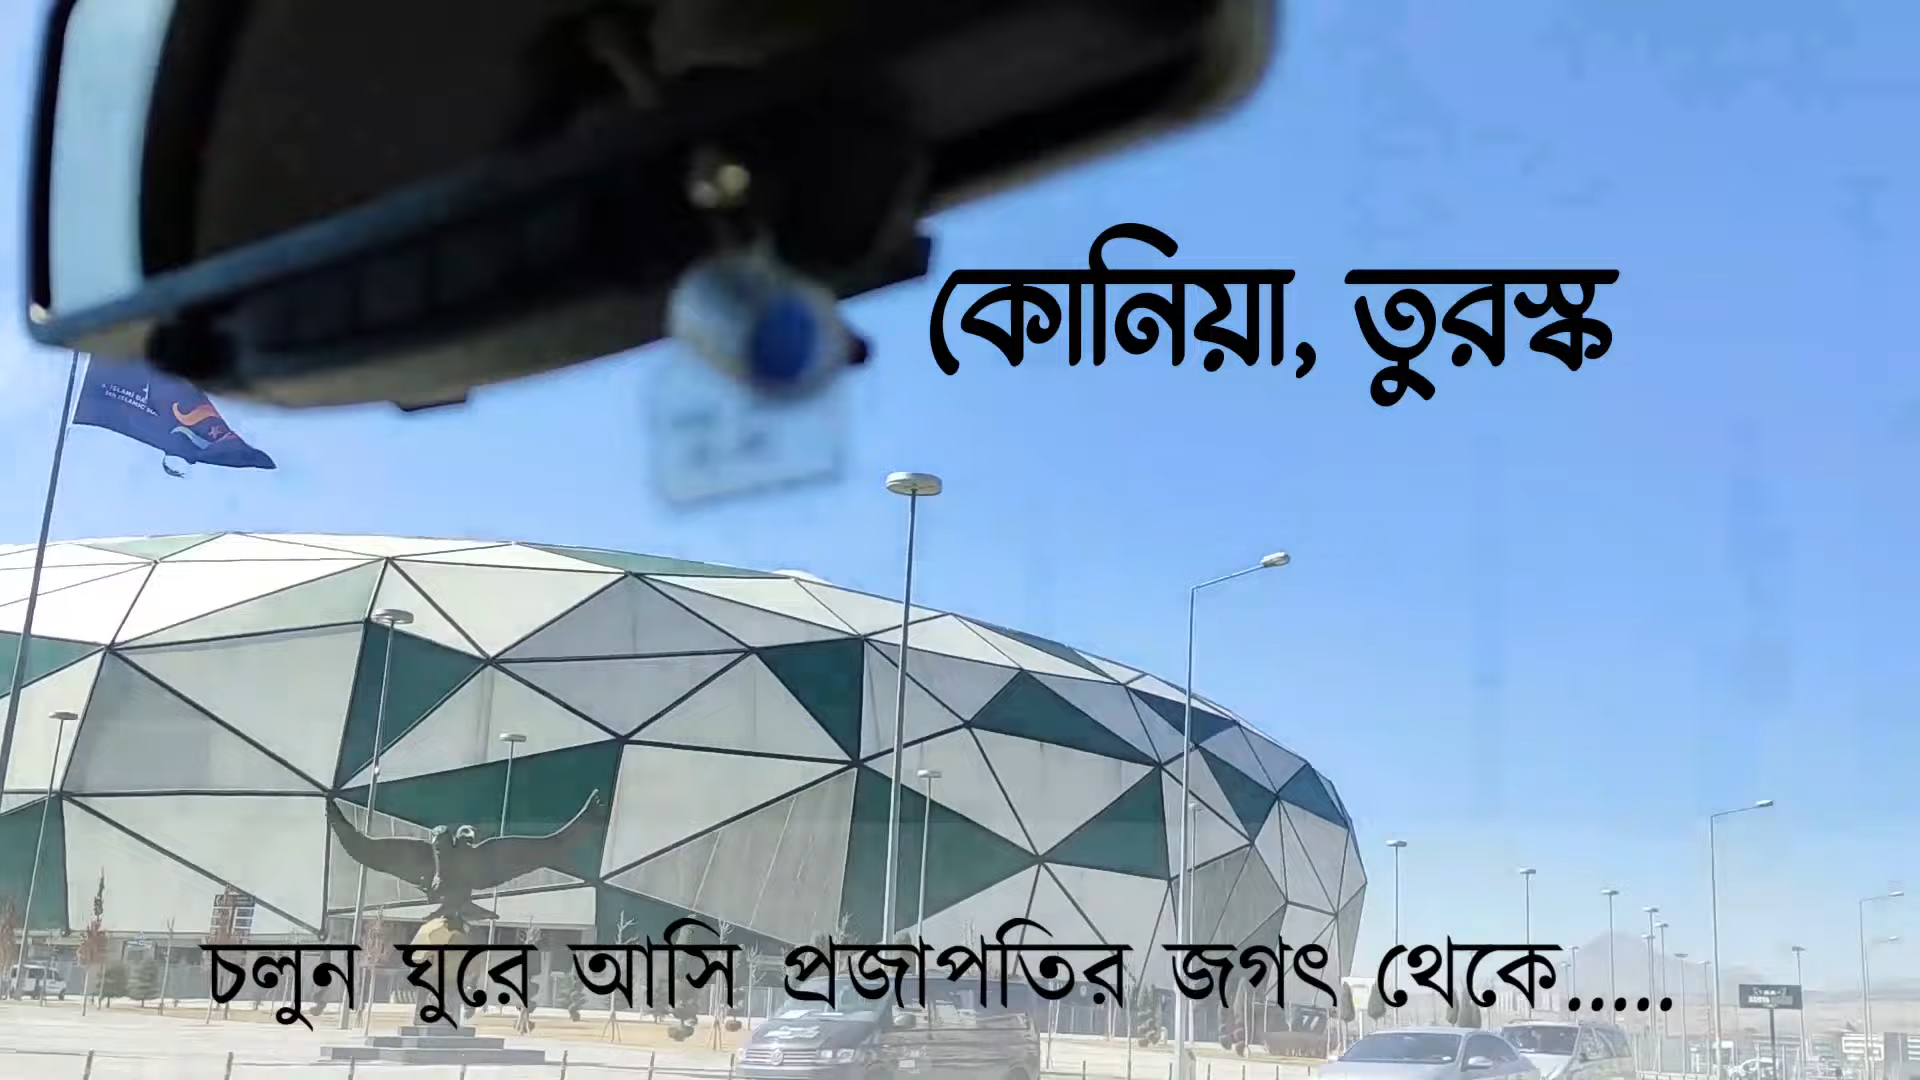 কোনিয়া, তুরস্ক
চলুন ঘুরে আসি প্রজাপতির জগৎ থেকে.....